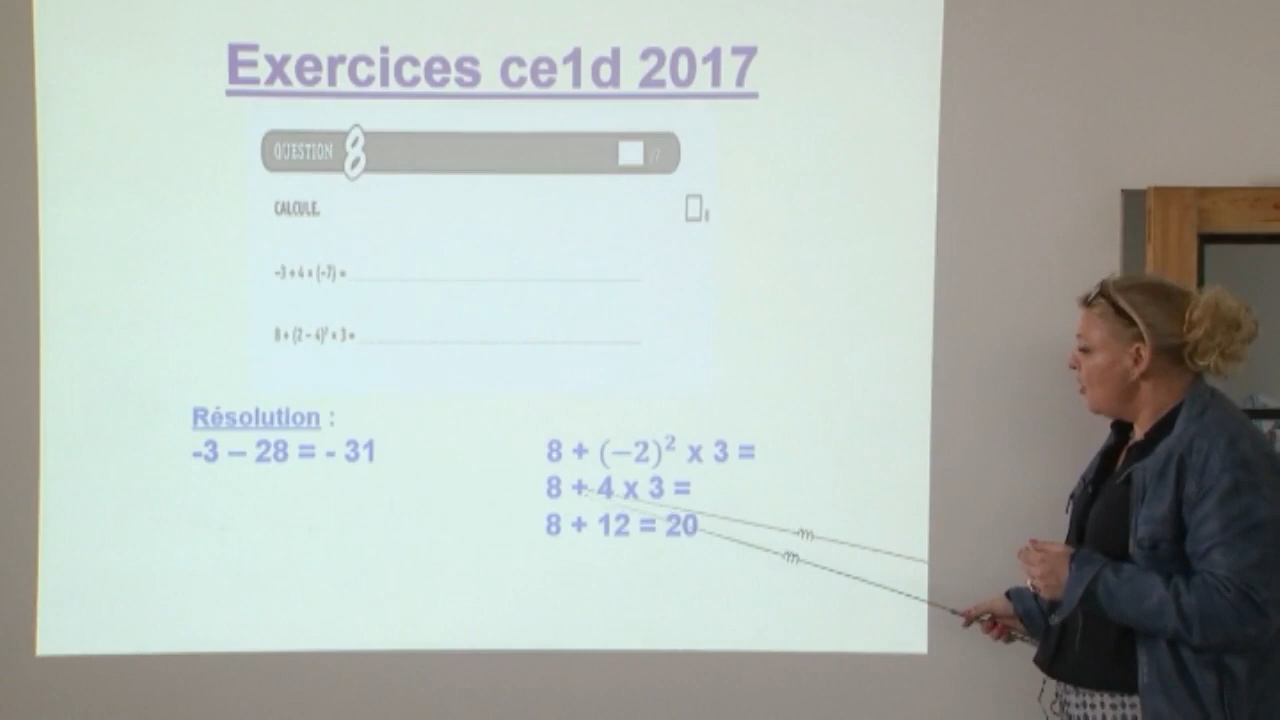 Exercices ce1d 2017
QUESTION 8
CALCULE.
-3 + 4 x (-7) =
8 + (2 - 4)² x 3 =
Résolution :
-3 – 28 = - 31
8 + (−2)² x 3 =
8 + 4 x 3 =
8 + 12 = 20